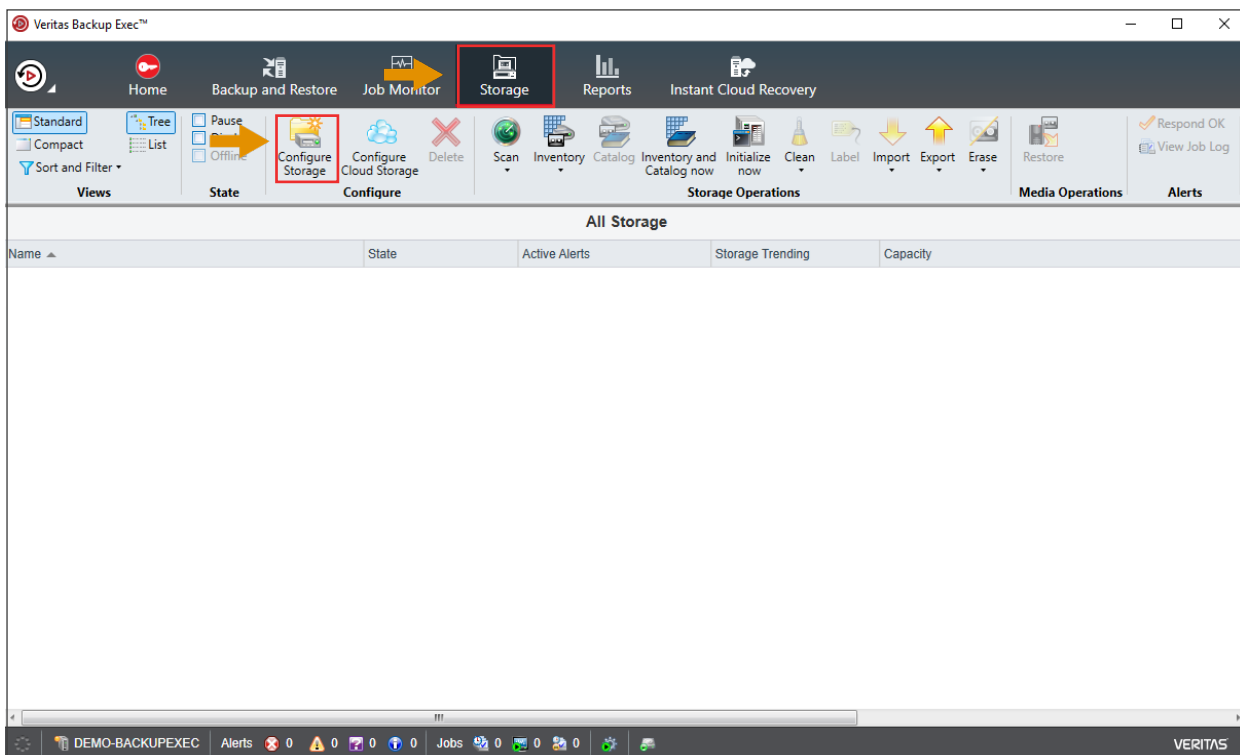 Veritas Backup Exec™
Home
Backup and Restore
Job Monitor
Storage
Reports
Instant Cloud Recovery
Standard
Compact
Sort and Filter
Views
Tree
List
Pause
Offline
State
Configure Storage
Configure Cloud Storage
Delete
Configure
Scan
Inventory
Catalog
Inventory and Catalog now
Initialize now
Clean
Label
Import
Export
Erase
Storage Operations
Restore
Media Operations
Respond OK
View Job Log
Alerts
All Storage
Name State Active Alerts Storage Trending Capacity
DEMO-BACKUPEXEC Alerts 0 0 0 0 Jobs 0 0 0 VERITAS